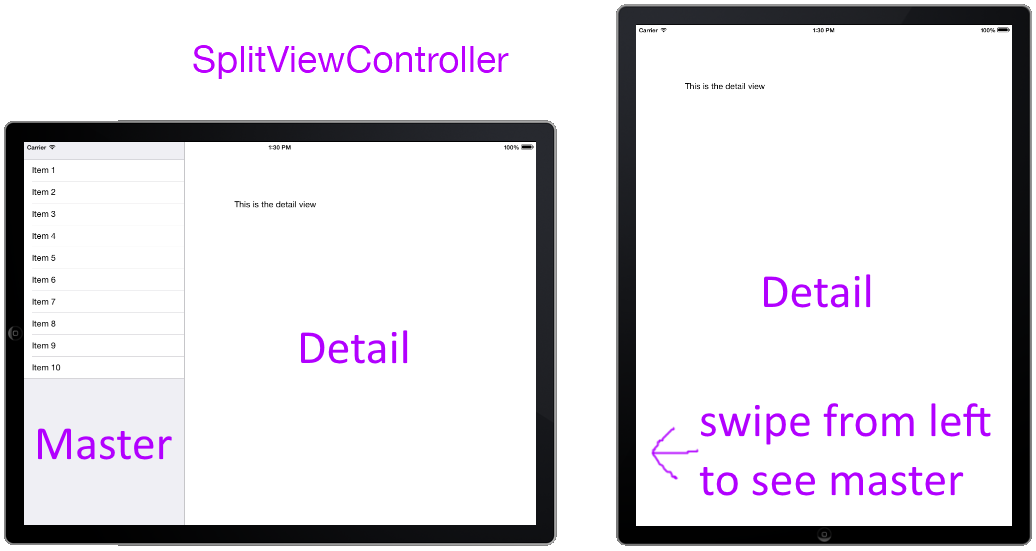 SplitViewController
Carrier 1:30 PM 100%
Item 1
Item 2
Item 3
Item 4
Item 5
Item 6
Item 7
Item 8
Item 9
Item 10
Master
This is the detail view
Detail
Carrier 1:30 PM 100%
This is the detail view
Detail
swipe from left
to see master